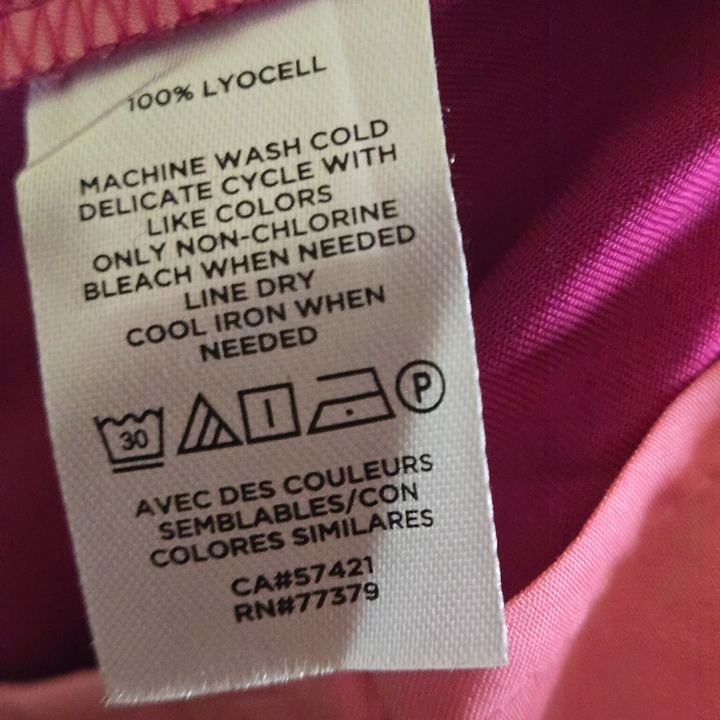 100% LYOCELL
MACHINE WASH COLD
DELICATE CYCLE WITH
LIKE COLORS
ONLY NON-CHLORINE
BLEACH WHEN NEEDED
LINE DRY
COOL IRON WHEN
NEEDED
30 P
AVEC DES COULEURS
SEMBLABLES/CON
COLORES SIMILARES
CA#57421
RN#77379